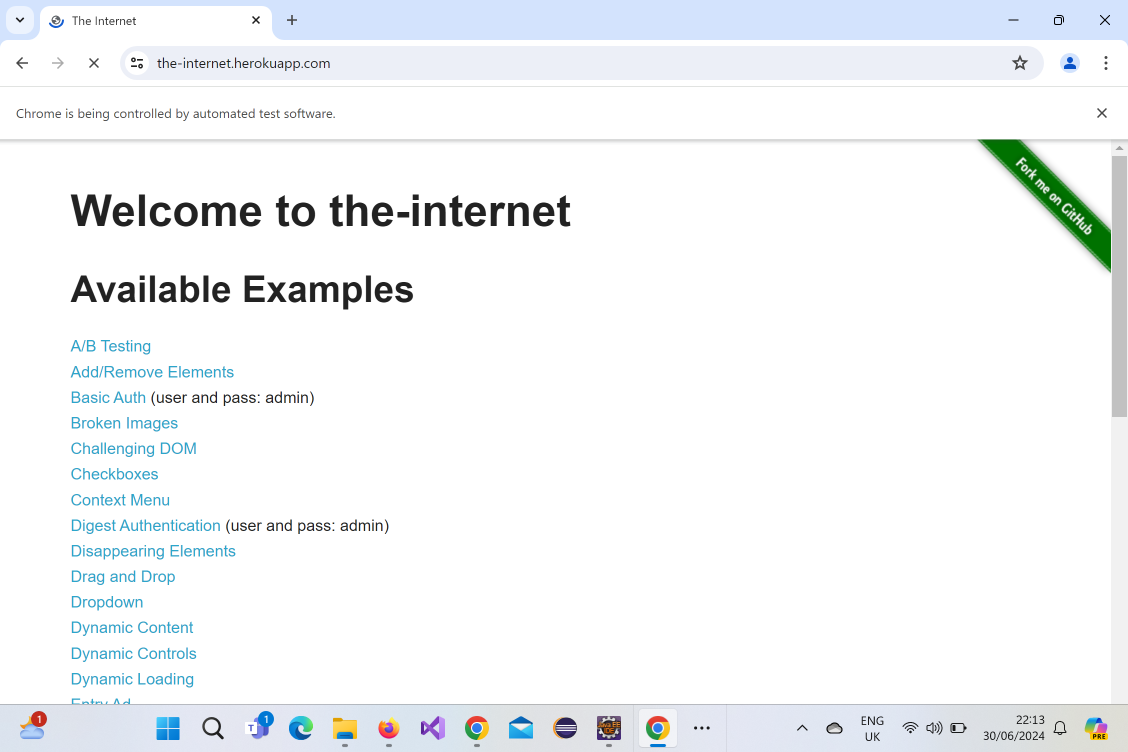 The Internet
the-internet.herokuapp.com
Chrome is being controlled by automated test software.
Fork me on GitHub
Welcome to the-internet
Available Examples
A/B Testing
Add/Remove Elements
Basic Auth (user and pass: admin)
Broken Images
Challenging DOM
Checkboxes
Context Menu
Digest Authentication (user and pass: admin)
Disappearing Elements
Drag and Drop
Dropdown
Dynamic Content
Dynamic Controls
Dynamic Loading
Entry Ad
1
T
1
Java EE
IDE
ENG
UK
22:13
30/06/2024
PRE